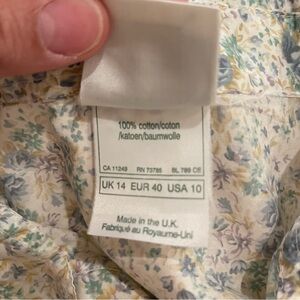 100% cotton/coton
/katoen/baumwolle
CA 11249 RN 73785 BL 799 CE
UK 14 EUR 40 USA 10
Made in the U.K.
Fabriqué au Royaume-Uni